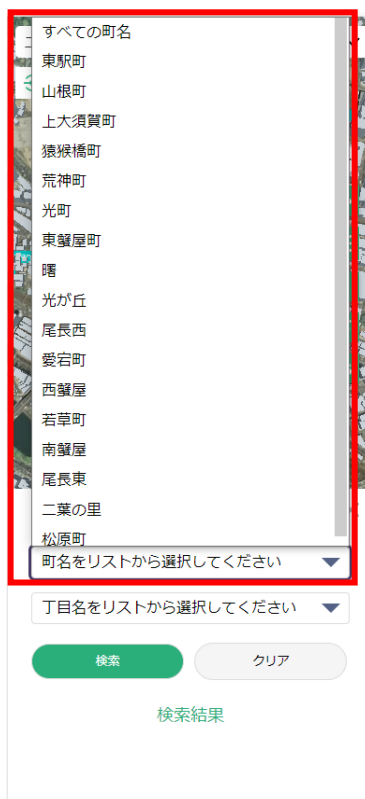 すべての町名
東駅町
山根町
上大須賀町
猿猴橋町
荒神町
光町
東蟹屋町
曙
光が丘
尾長西
愛宕町
西蟹屋
若草町
南蟹屋
尾長東
二葉の里
松原町
町名をリストから選択してください
丁目名をリストから選択してください
検索
クリア
検索結果